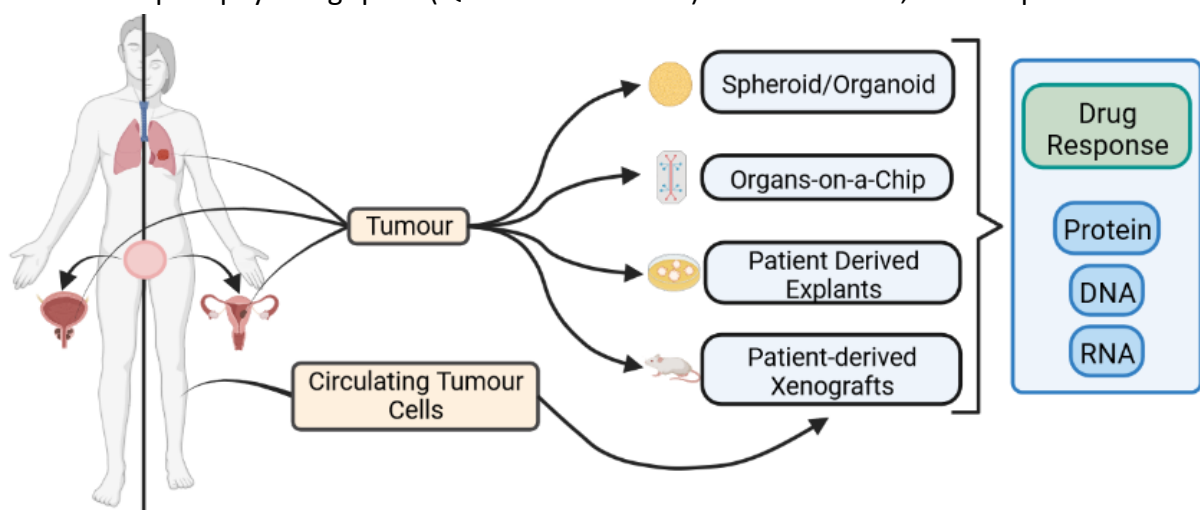 Spheroid/Organoid
Organs-on-a-Chip
Patient Derived
Explants
Patient-derived
Xenografts
Tumour
Circulating Tumour
Cells
Drug
Response
Protein
DNA
RNA